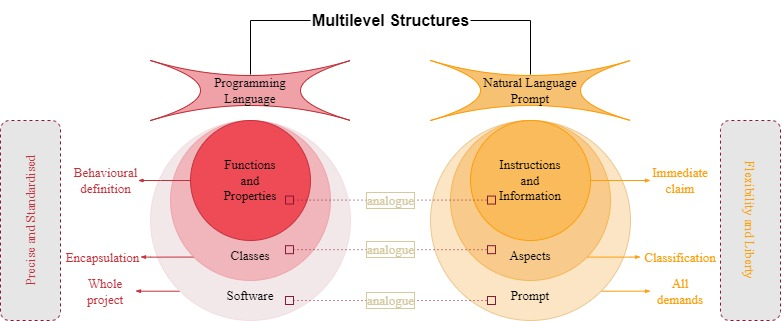 Multilevel Structures
Programming
Language
Natural Language
Prompt
Precise and Standardised
Behavioural
definition
Functions
and
Properties
analogue
Instructions
and
Information
Immediate
claim
Flexibility and Liberty
Encapsulation
Classes
analogue
Aspects
Classification
Whole
project
Software
analogue
Prompt
All
demands